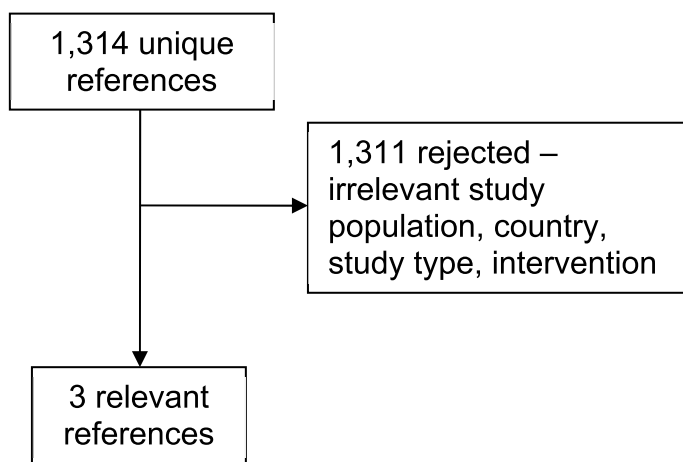 1,314 unique
references
1,311 rejected –
irrelevant study
population, country,
study type, intervention
3 relevant
references